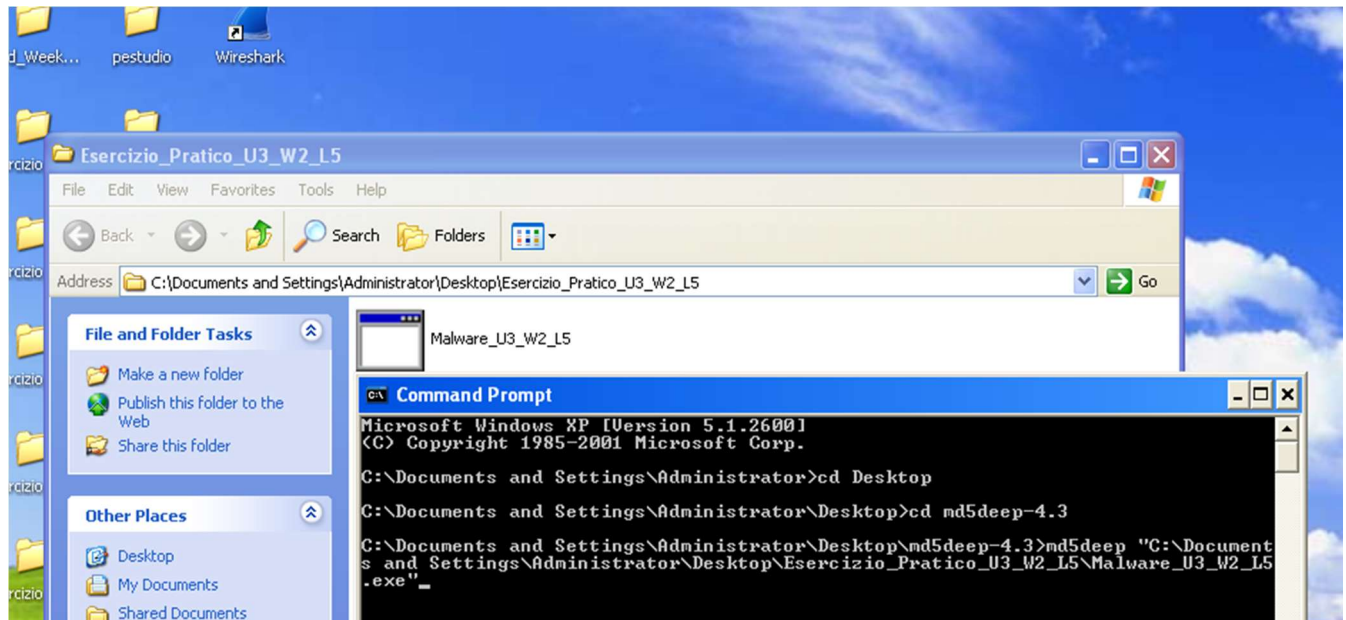 d_Week...
pestudio
Wireshark
rcizio
Esercizio_Pratico_U3_W2_L5
File Edit View Favorites Tools Help
Back
Search
Folders
rcizio
Address
C:\Documents and Settings\Administrator\Desktop\Esercizio_Pratico_U3_W2_L5
Go
File and Folder Tasks
Malware_U3_W2_L5
rcizio
Make a new folder
Publish this folder to the
Web
Share this folder
rcizio
Other Places
Desktop
My Documents
rcizio
Shared Documents
Command Prompt
Microsoft Windows XP [Version 5.1.2600]
(C) Copyright 1985-2001 Microsoft Corp.
C:\Documents and Settings\Administrator>cd Desktop
C:\Documents and Settings\Administrator\Desktop>cd md5deep-4.3
C:\Documents and Settings\Administrator\Desktop\md5deep-4.3>md5deep "C:\Document
s and Settings\Administrator\Desktop\Esercizio_Pratico_U3_W2_L5\Malware_U3_W2_L5
.exe"_